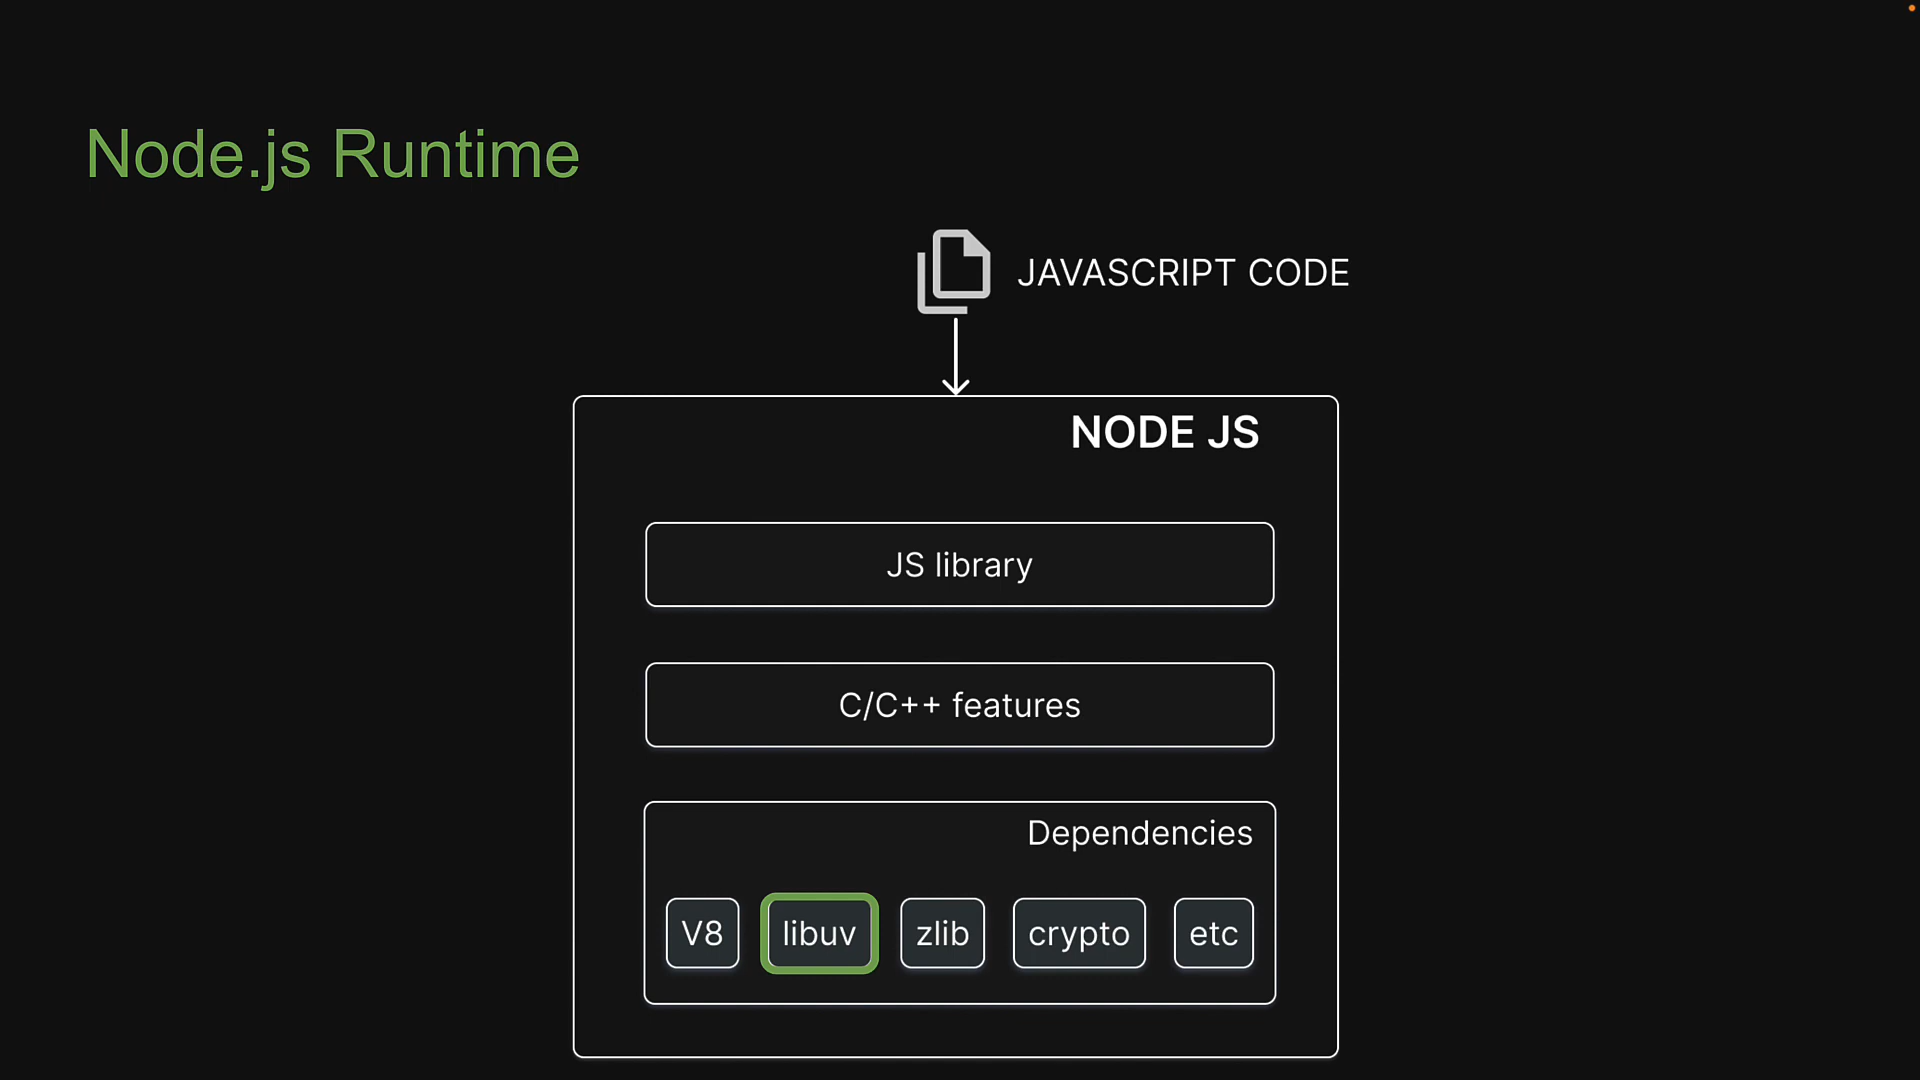 Node.js Runtime
JAVASCRIPT CODE
NODE JS
JS library
C/C++ features
Dependencies
V8
libuv
zlib
crypto
etc